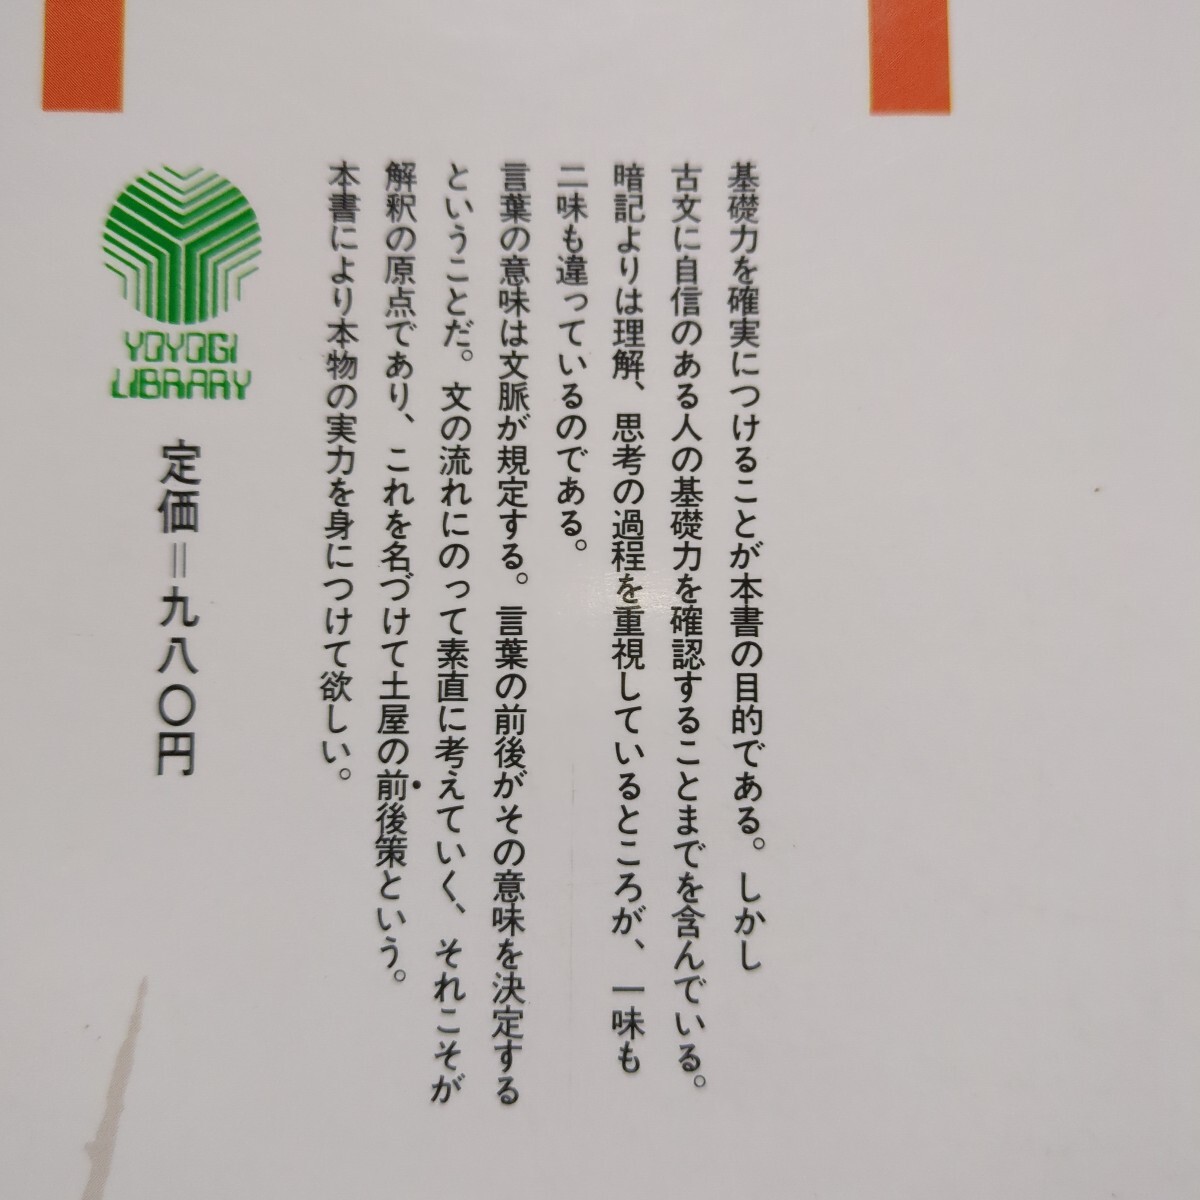 基礎力を確実につけることが本書の目的である。しかし
古文に自信のある人の基礎力を確認することまでを含んでいる。
暗記よりは理解、思考の過程を重視しているところが、一味も
二味も違っているのである。
言葉の意味は文脈が規定する。言葉の前後がその意味を決定する
ということだ。文の流れにのって素直に考えていく、それこそが
解釈の原点であり、これを名づけて土屋の前後策という。
本書により本物の実力を身につけて欲しい。
YOYOGI
LIBRARY
定価=九八〇円